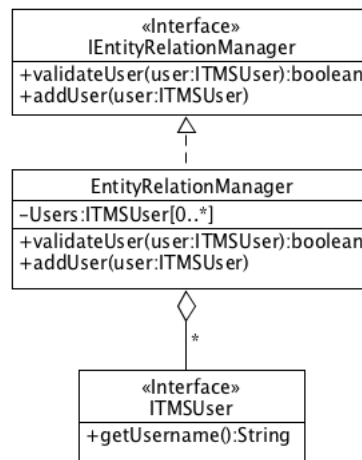 «Interface»
IEntityRelationManager
+validateUser(user:ITMSUser):boolean
+addUser(user:ITMSUser)
EntityRelationManager
-Users:ITMSUser[0..*]
+validateUser(user:ITMSUser):boolean
+addUser(user:ITMSUser)
*
«Interface»
ITMSUser
+getUsername():String